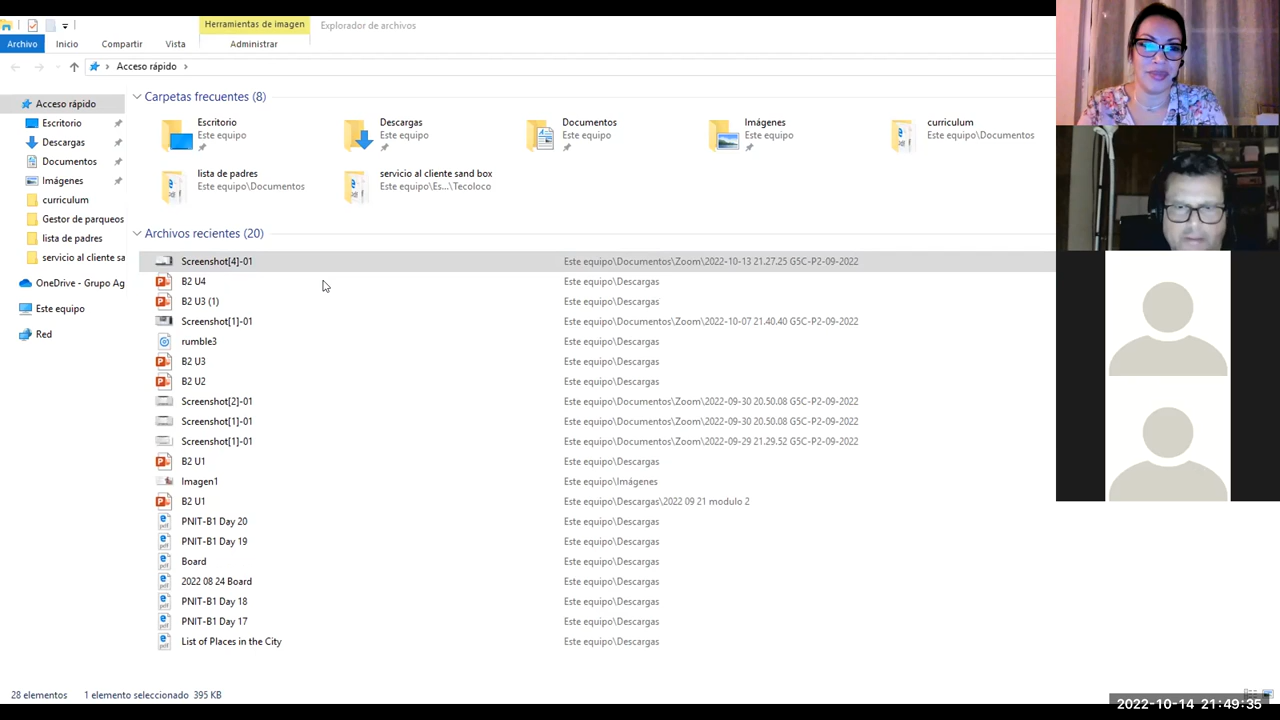 Herramientas de imagen
Explorador de archivos
Archivo
Inicio
Compartir
Vista
Administrar
Acceso rápido
Acceso rápido
Escritorio
Descargas
Documentos
Imágenes
curriculum
Gestor de parqueos
lista de padres
servicio al cliente sa
OneDrive - Grupo Ag
Este equipo
Red
Carpetas frecuentes (8)
Escritorio
Este equipo
Descargas
Este equipo
Documentos
Este equipo
Imágenes
Este equipo
curriculum
Este equipo\Documentos
lista de padres
Este equipo\Documentos
servicio al cliente sand box
Este equipo\Es...\Tecoloco
Archivos recientes (20)
Screenshot[4]-01 Este equipo\Documentos\Zoom\2022-10-13 21.27.25 G5C-P2-09-2022
B2 U4 Este equipo\Descargas
B2 U3 (1) Este equipo\Descargas
Screenshot[1]-01 Este equipo\Documentos\Zoom\2022-10-07 21.40.40 G5C-P2-09-2022
rumble3 Este equipo\Descargas
B2 U3 Este equipo\Descargas
B2 U2 Este equipo\Descargas
Screenshot[2]-01 Este equipo\Documentos\Zoom\2022-09-30 20.50.08 G5C-P2-09-2022
Screenshot[1]-01 Este equipo\Documentos\Zoom\2022-09-30 20.50.08 G5C-P2-09-2022
Screenshot[1]-01 Este equipo\Documentos\Zoom\2022-09-29 21.29.52 G5C-P2-09-2022
B2 U1 Este equipo\Descargas
Imagen1 Este equipo\Imágenes
B2 U1 Este equipo\Descargas\2022 09 21 modulo 2
PNIT-B1 Day 20 Este equipo\Descargas
PNIT-B1 Day 19 Este equipo\Descargas
Board Este equipo\Descargas
2022 08 24 Board Este equipo\Descargas
PNIT-B1 Day 18 Este equipo\Descargas
PNIT-B1 Day 17 Este equipo\Descargas
List of Places in the City Este equipo\Descargas
28 elementos 1 elemento seleccionado 395 KB
2022-10-14 21:49:35